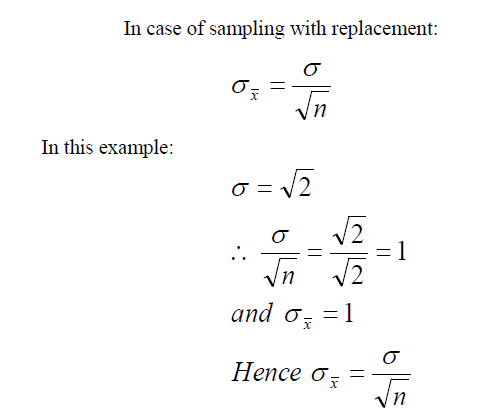 In case of sampling with replacement:
σ_x̅ = σ/√n
In this example:
σ = √2
∴ σ/√n = √2/√2 = 1
and σ_x̅ = 1
Hence σ_x̅ = σ/√n